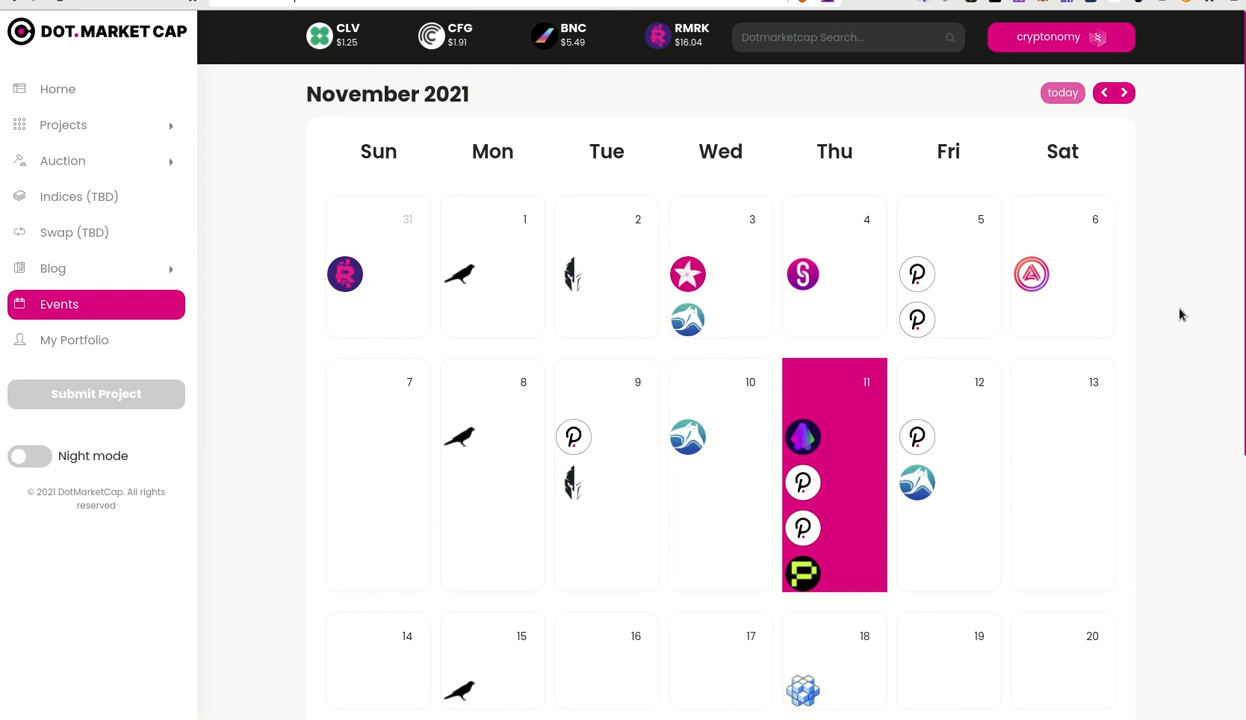 DOT.MARKET CAP
CLV
$1.25
CFG
$1.91
BNC
$5.49
RMRK
$16.04
Dotmarketcap Search...
cryptonomy
Home
Projects
Auction
Indices (TBD)
Swap (TBD)
Blog
Events
My Portfolio
Submit Project
Night mode
© 2021 DotMarketCap. All rights
reserved
November 2021
today
Sun Mon Tue Wed Thu Fri Sat
31 1 2 3 4 5 6
7 8 9 10 11 12 13
14 15 16 17 18 19 20